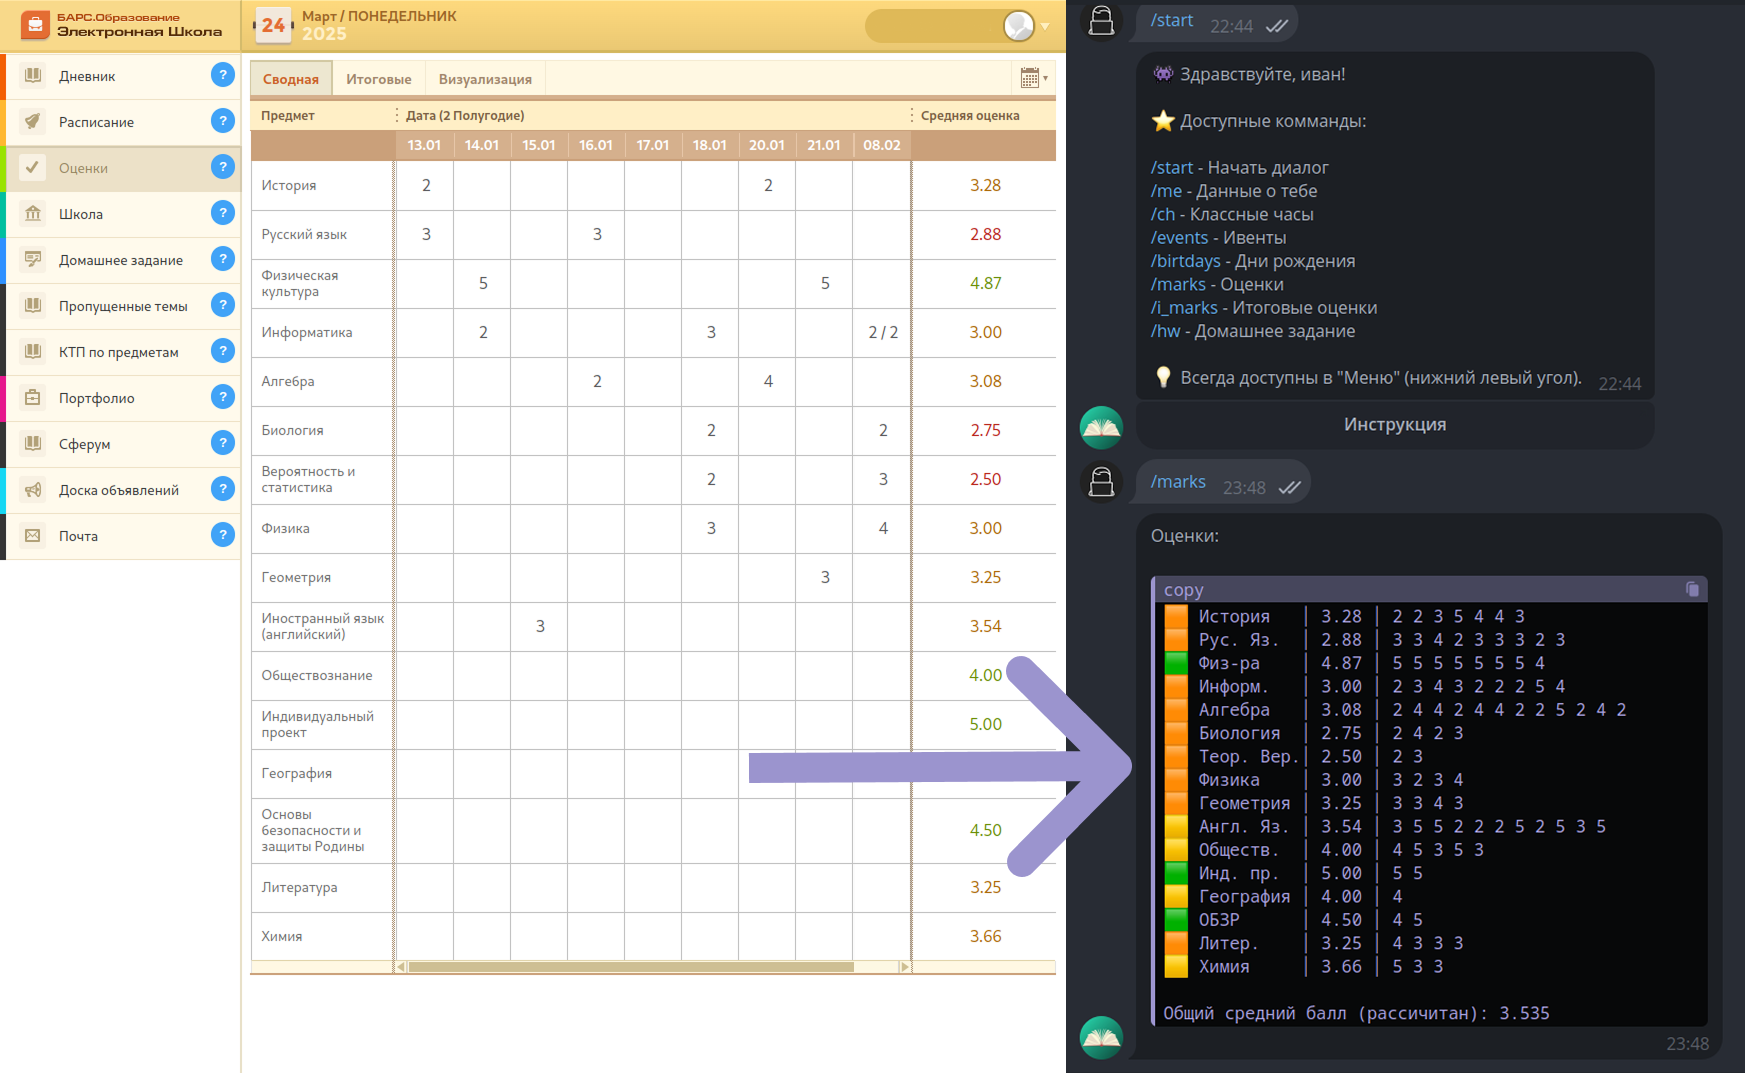 БАРС.Образование
Электронная Школа
24
Март / ПОНЕДЕЛЬНИК
2025
Дневник ?
Расписание ?
Оценки ?
Школа ?
Домашнее задание ?
Пропущенные темы ?
КТП по предметам ?
Портфолио ?
Сферум ?
Доска объявлений ?
Почта ?
Сводная Итоговые Визуализация
Предмет Дата (2 Полугодие) Средняя оценка
13.01 14.01 15.01 16.01 17.01 18.01 20.01 21.01 08.02
История 2 2 3.28
Русский язык 3 3 2.88
Физическая
культура 5 5 4.87
Информатика 2 3 2 / 2 3.00
Алгебра 2 4 3.08
Биология 2 2 2.75
Вероятность и
статистика 2 3 2.50
Физика 3 4 3.00
Геометрия 3 3.25
Иностранный язык
(английский) 3 3.54
Обществознание 4.00
Индивидуальный
проект 5.00
География
Основы
безопасности и
защиты Родины 4.50
Литература 3.25
Химия 3.66
/start 22:44
Здравствуйте, иван!
Доступные комманды:
/start - Начать диалог
/me - Данные о тебе
/ch - Классные часы
/events - Ивенты
/birtdays - Дни рождения
/marks - Оценки
/i_marks - Итоговые оценки
/hw - Домашнее задание
Всегда доступны в "Меню" (нижний левый угол). 22:44
Инструкция
/marks 23:48
Оценки:
copy
История | 3.28 | 2 2 3 5 4 4 3
Рус. Яз. | 2.88 | 3 3 4 2 3 3 3 2 3
Физ-ра | 4.87 | 5 5 5 5 5 5 5 4
Информ. | 3.00 | 2 3 4 3 2 2 2 5 4
Алгебра | 3.08 | 2 4 4 2 4 4 2 2 5 2 4 2
Биология | 2.75 | 2 4 2 3
Теор. Вер.| 2.50 | 2 3
Физика | 3.00 | 3 2 3 4
Геометрия | 3.25 | 3 3 4 3
Англ. Яз. | 3.54 | 3 5 5 2 2 2 5 2 5 3 5
Обществ. | 4.00 | 4 5 3 5 3
Инд. пр. | 5.00 | 5 5
География | 4.00 | 4
ОБЗР | 4.50 | 4 5
Литер. | 3.25 | 4 3 3 3
Химия | 3.66 | 5 3 3
Общий средний балл (рассичитан): 3.535
23:48